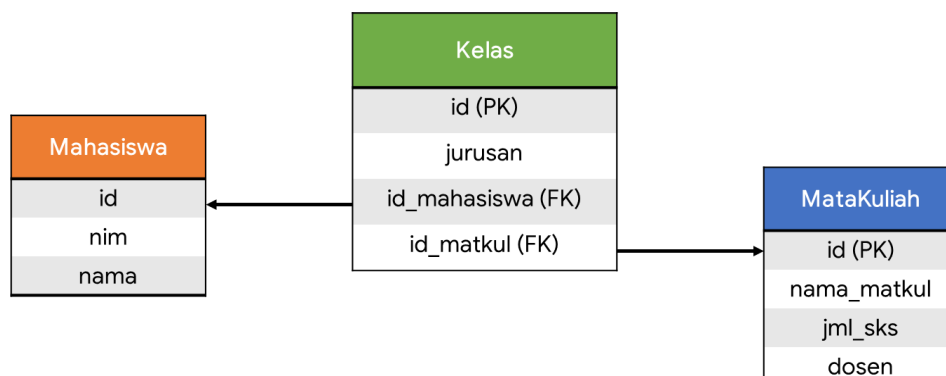 Kelas
id (PK)
jurusan
id_mahasiswa (FK)
id_matkul (FK)
Mahasiswa
id
nim
nama
MataKuliah
id (PK)
nama_matkul
jml_sks
dosen